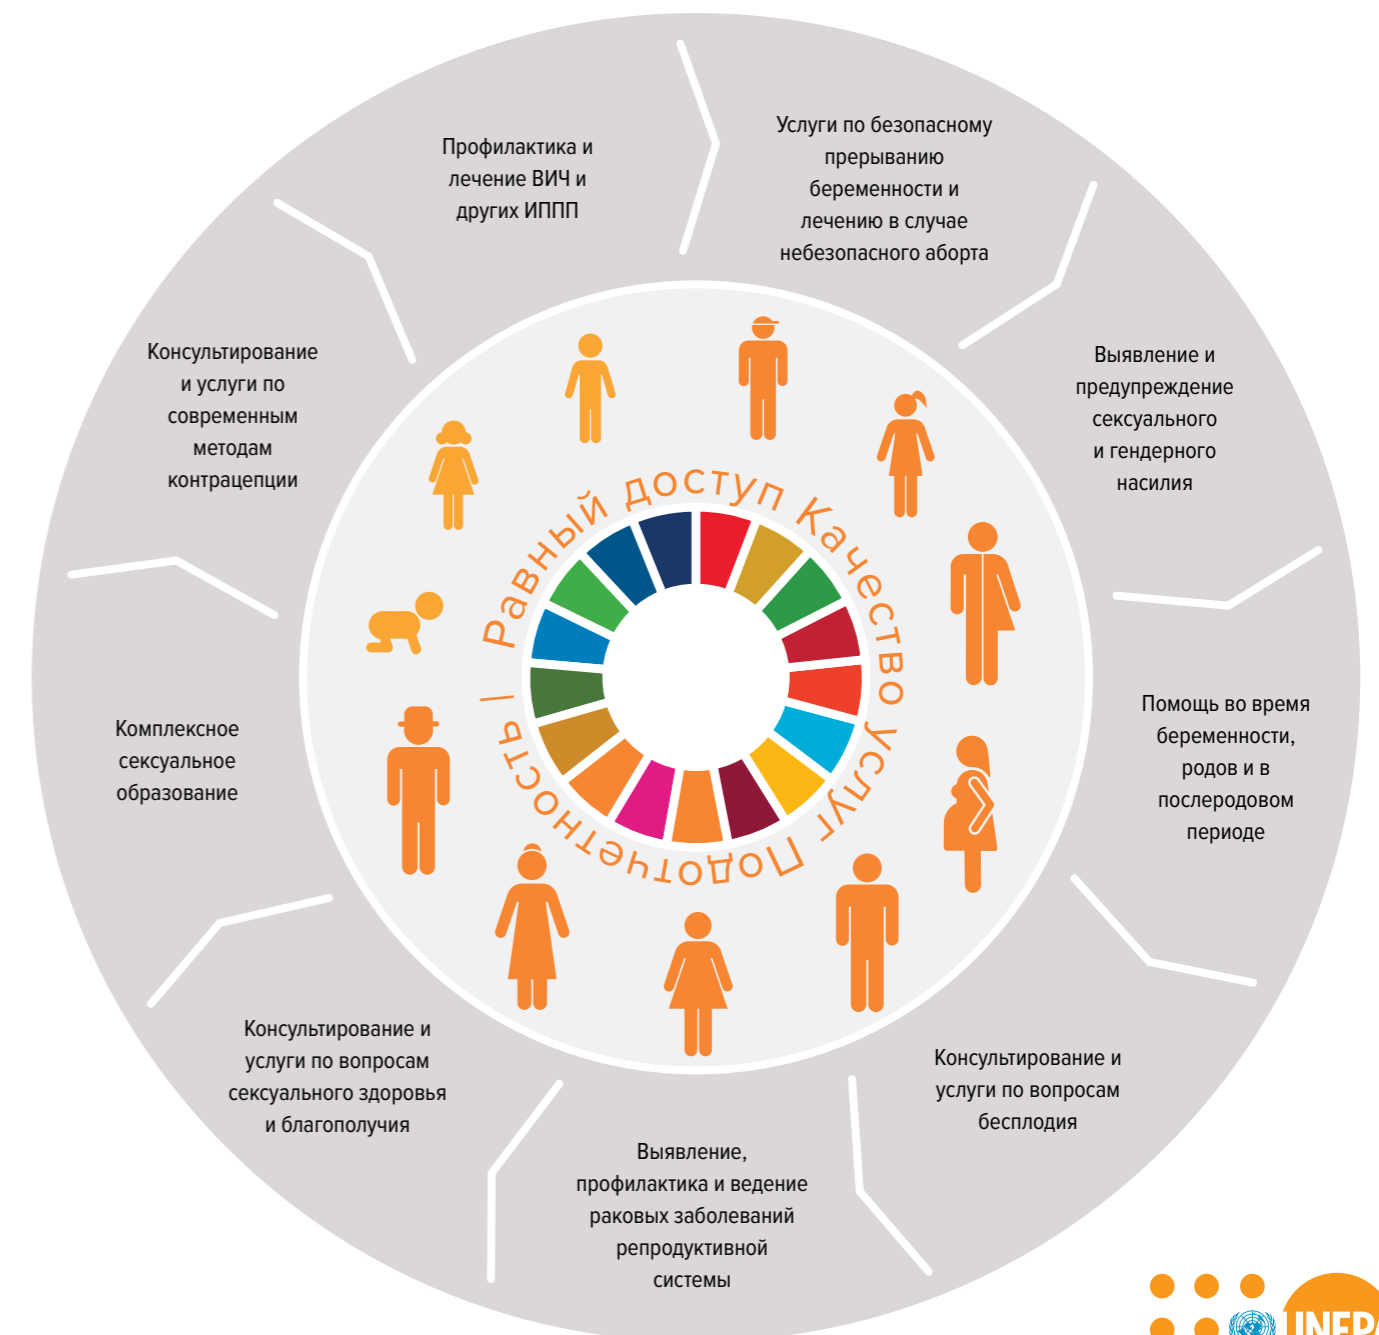 Профилактика и
лечение ВИЧ и
других ИППП
Услуги по безопасному
прерыванию
беременности и
лечению в случае
небезопасного аборта
Выявление и
предупреждение
сексуального
и гендерного
насилия
Помощь во время
беременности,
родов и в
послеродовом
периоде
Консультирование и
услуги по вопросам
бесплодия
Выявление,
профилактика и ведение
раковых заболеваний
репродуктивной
системы
Консультирование и
услуги по вопросам
сексуального здоровья
и благополучия
Комплексное
сексуальное
образование
Консультирование
и услуги по
современным
методам
контрацепции
Равный доступ Качество услуг Подотчетность |